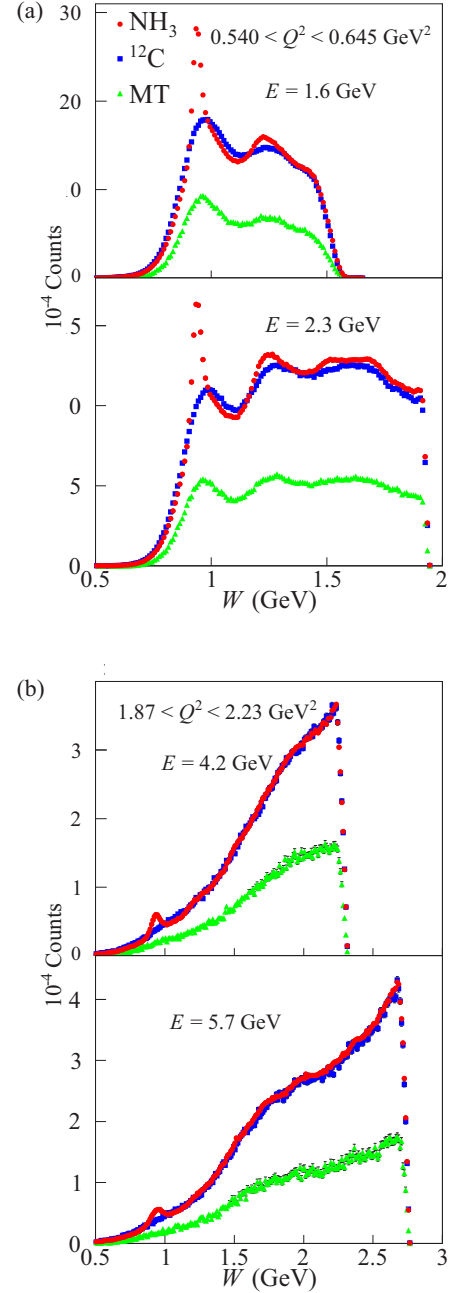 (a)
NH₃
¹²C
MT
0.540 < Q² < 0.645 GeV²
E = 1.6 GeV
30
20
10
0
10⁻⁴ Counts
E = 2.3 GeV
5
0
5
0
0.5
1
1.5
2
W (GeV)
(b)
1.87 < Q² < 2.23 GeV²
E = 4.2 GeV
3
2
1
0
10⁻⁴ Counts
E = 5.7 GeV
4
3
2
1
0
0.5
1
1.5
2
2.5
3
W (GeV)